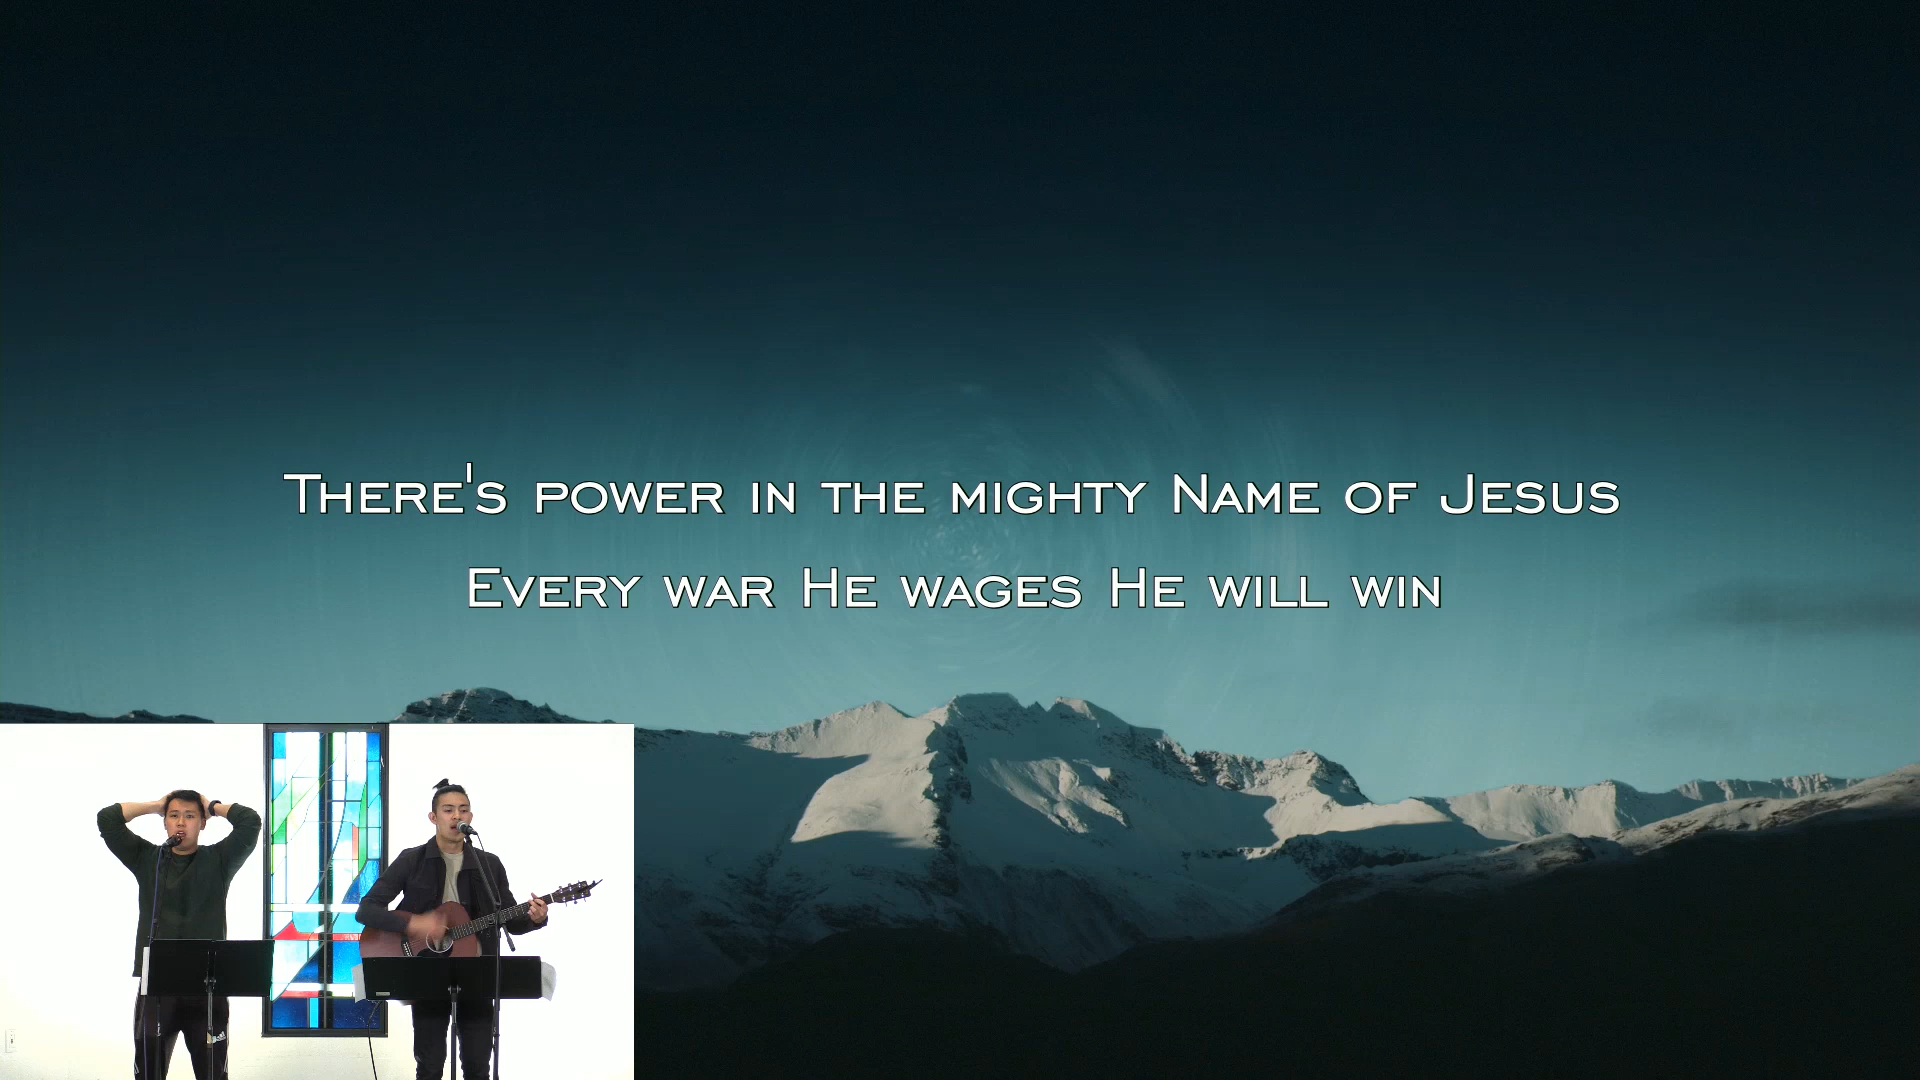 There's power in the mighty Name of Jesus
Every war He wages He will win